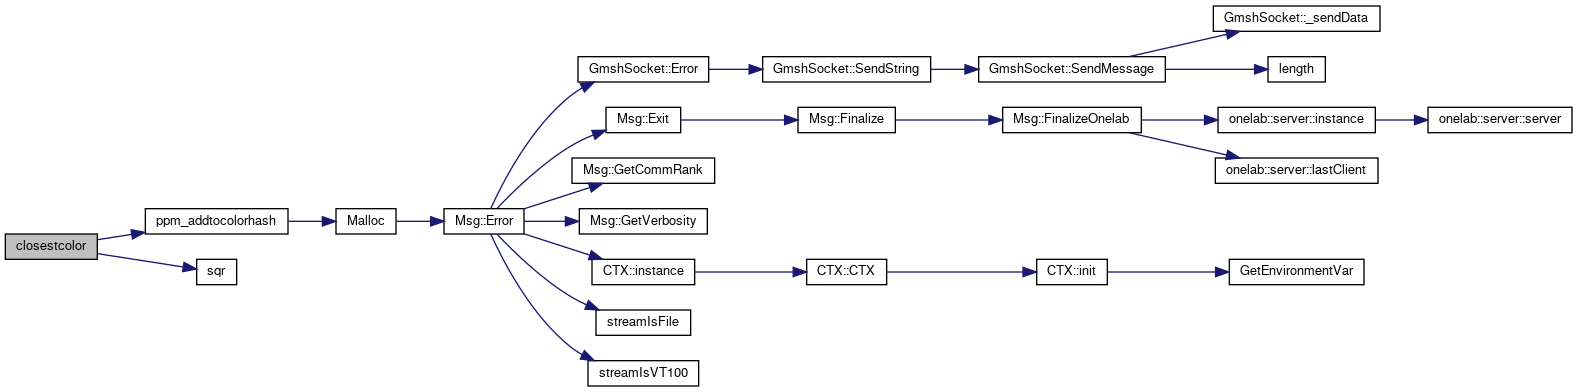 GmshSocket::_sendData
GmshSocket::Error
GmshSocket::SendString
GmshSocket::SendMessage
length
Msg::Exit
Msg::Finalize
Msg::FinalizeOnelab
onelab::server::instance
onelab::server::server
Msg::GetCommRank
onelab::server::lastClient
ppm_addtocolorhash
Malloc
Msg::Error
Msg::GetVerbosity
closestcolor
sqr
CTX::instance
CTX::CTX
CTX::init
GetEnvironmentVar
streamIsFile
streamIsVT100